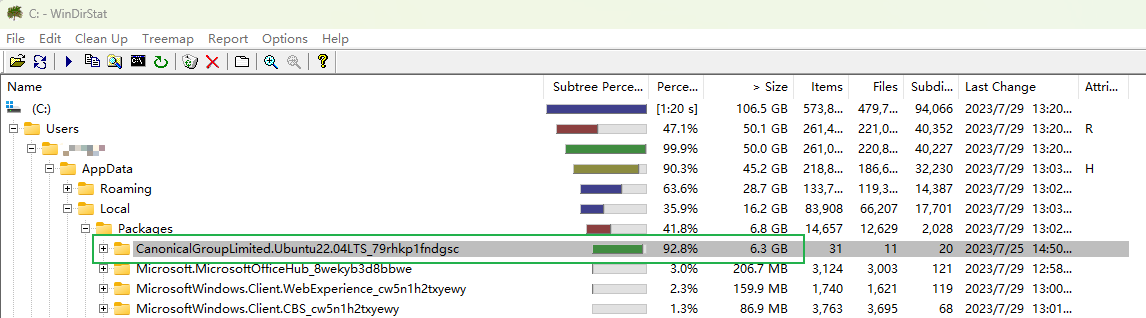 C: - WinDirStat
File Edit Clean Up Treemap Report Options Help
Name Subtree Perce... Perce... > Size Items Files Subdi... Last Change Attri...
(C:) [1:20 s] 106.5 GB 573,8... 479,7... 94,066 2023/7/29 13:20...
Users 47.1% 50.1 GB 261,4... 221,0... 40,352 2023/7/29 13:20... R
99.9% 50.0 GB 261,4... 220,8... 40,227 2023/7/29 13:20...
AppData 90.3% 45.2 GB 218,8... 186,6... 32,230 2023/7/29 13:03... H
Roaming 63.6% 28.7 GB 133,7... 119,3... 14,387 2023/7/29 13:02...
Local 35.9% 16.2 GB 83,908 66,207 17,701 2023/7/29 13:03...
Packages 41.8% 6.8 GB 14,657 12,629 2,028 2023/7/29 13:02...
CanonicalGroupLimited.Ubuntu22.04LTS_79rhkp1fndgsc 92.8% 6.3 GB 31 11 20 2023/7/25 14:50...
Microsoft.MicrosoftOfficeHub_8wekyb3d8bbwe 3.0% 206.7 MB 3,124 3,003 121 2023/7/29 12:58...
MicrosoftWindows.Client.WebExperience_cw5n1h2txyewy 2.3% 159.9 MB 1,740 1,621 119 2023/7/29 13:00...
MicrosoftWindows.Client.CBS_cw5n1h2txyewy 1.3% 86.9 MB 3,763 3,695 68 2023/7/29 13:01...